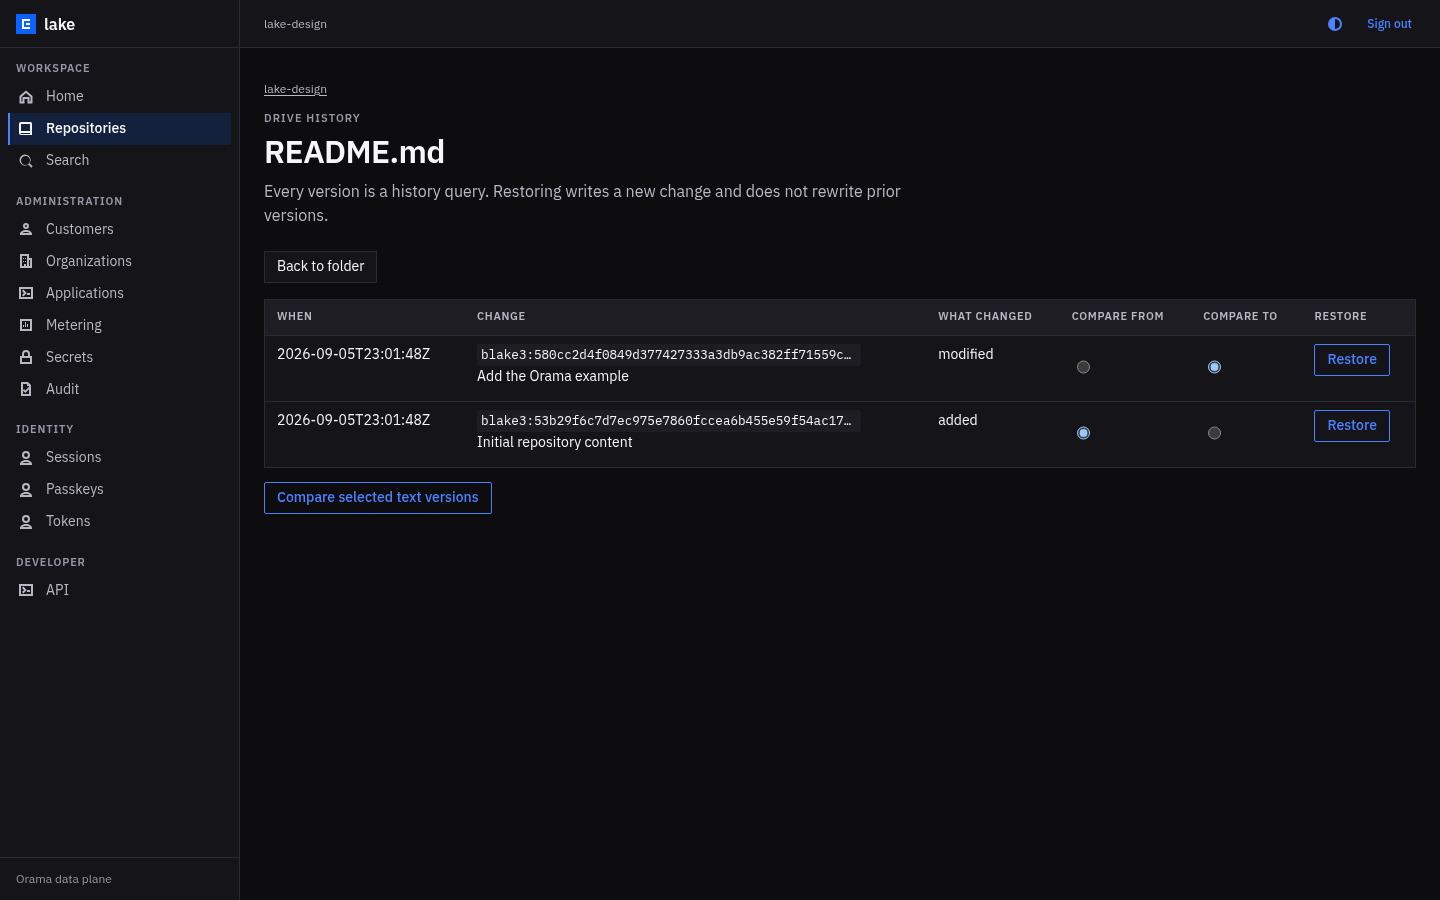 lake
lake-design
Sign out
WORKSPACE
Home
Repositories
Search
ADMINISTRATION
Customers
Organizations
Applications
Metering
Secrets
Audit
IDENTITY
Sessions
Passkeys
Tokens
DEVELOPER
API
Orama data plane
lake-design
DRIVE HISTORY
README.md
Every version is a history query. Restoring writes a new change and does not rewrite prior
versions.
Back to folder
WHEN CHANGE WHAT CHANGED COMPARE FROM COMPARE TO RESTORE
2026-09-05T23:01:48Z blake3:580cc2d4f0849d377427333a3db9ac382ff71559c… modified Restore
Add the Orama example
2026-09-05T23:01:48Z blake3:53b29f6c7d7ec975e7860fccea6b455e59f54ac17… added Restore
Initial repository content
Compare selected text versions